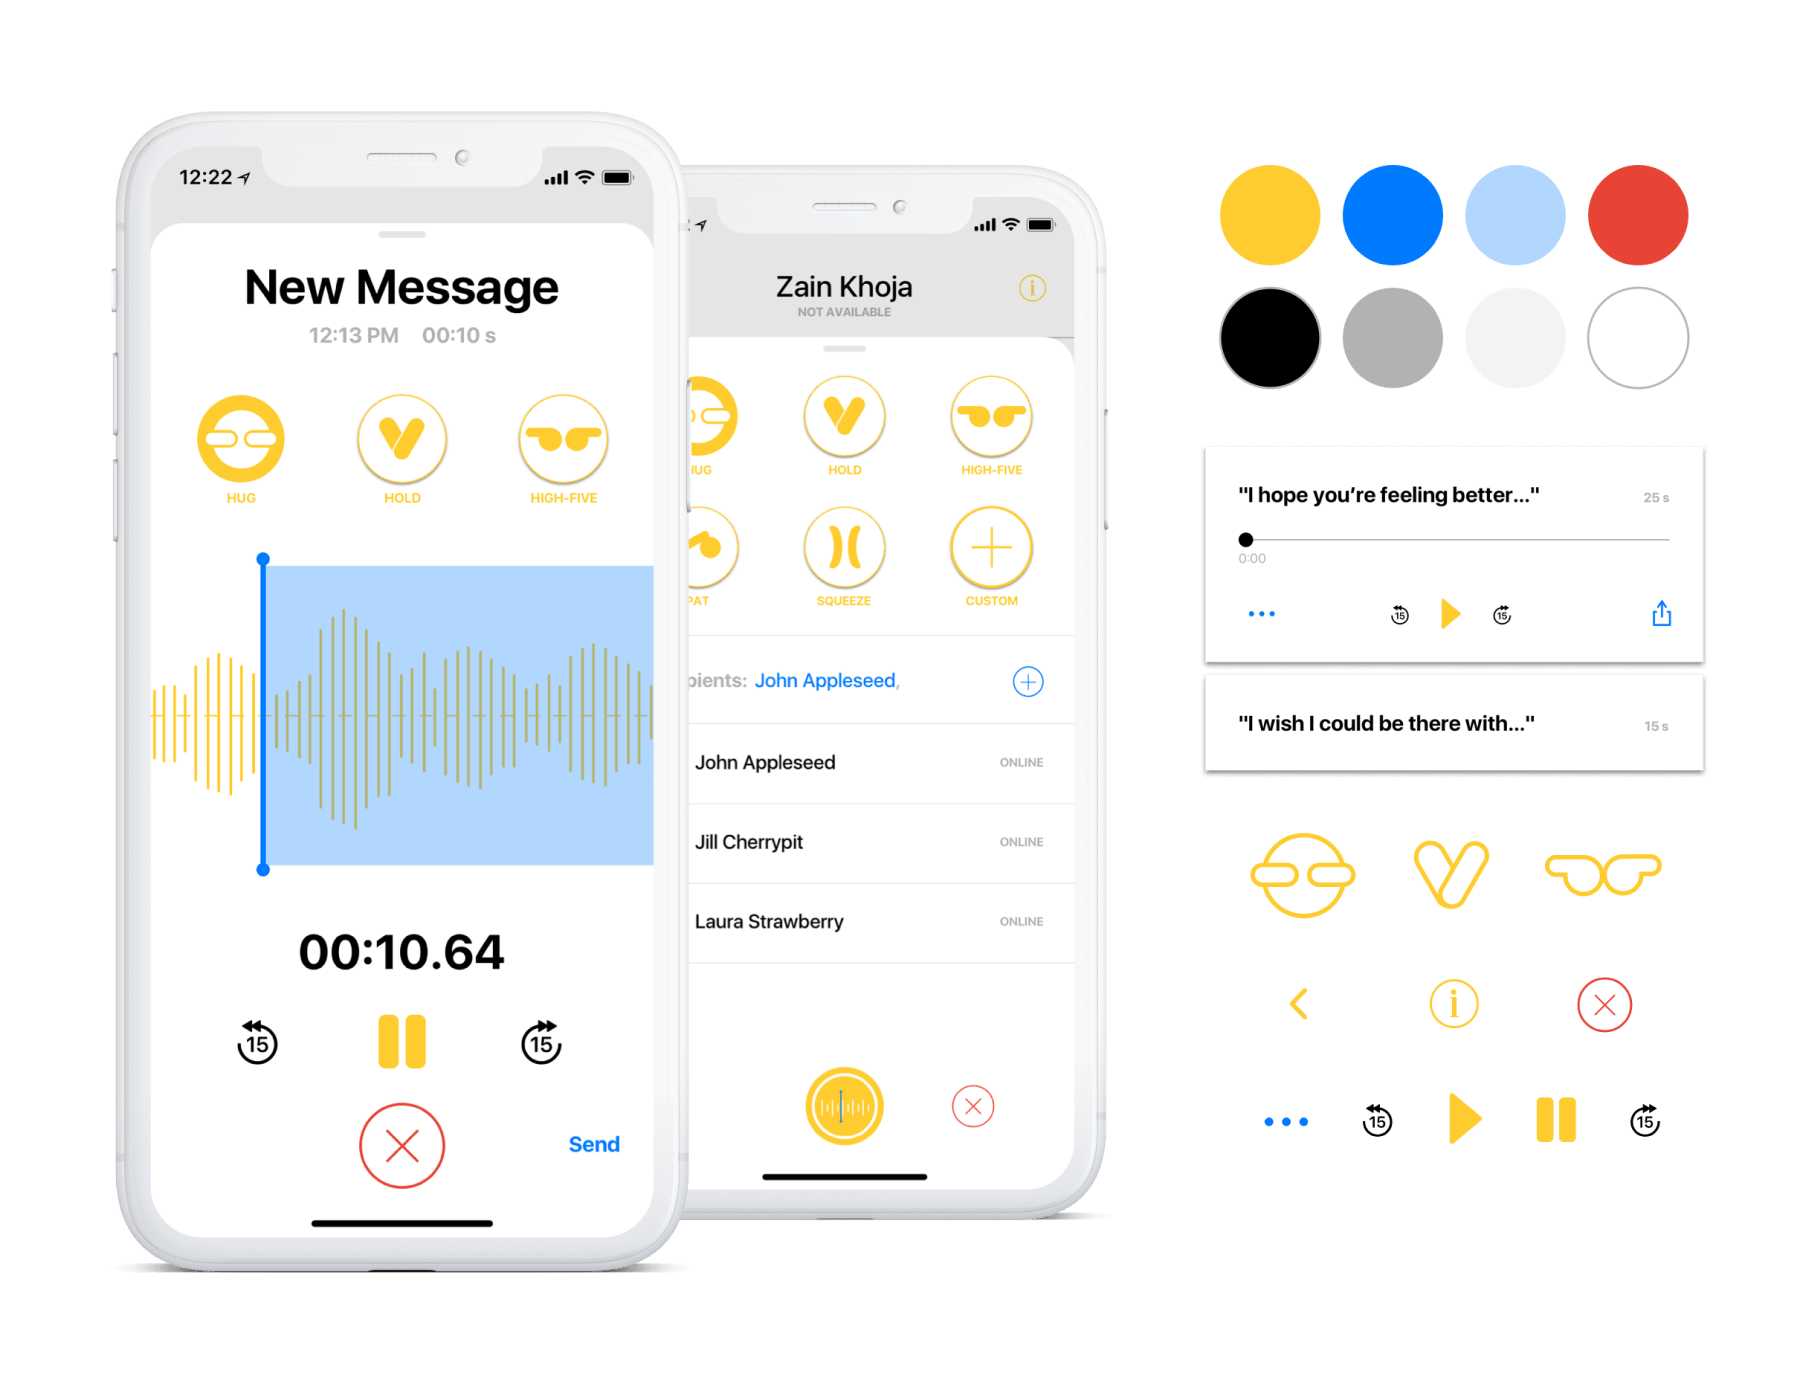 12:22
New Message
12:13 PM 00:10 s
HUG HOLD HIGH-FIVE
00:10.64
15 15
Send
Zain Khoja
NOT AVAILABLE
i
HOLD HIGH-FIVE
SQUEEZE CUSTOM
John Appleseed,
John Appleseed ONLINE
Jill Cherrypit ONLINE
Laura Strawberry ONLINE
"I hope you're feeling better..." 25 s
0:00
15 15
"I wish I could be there with..." 15 s
i
15 15